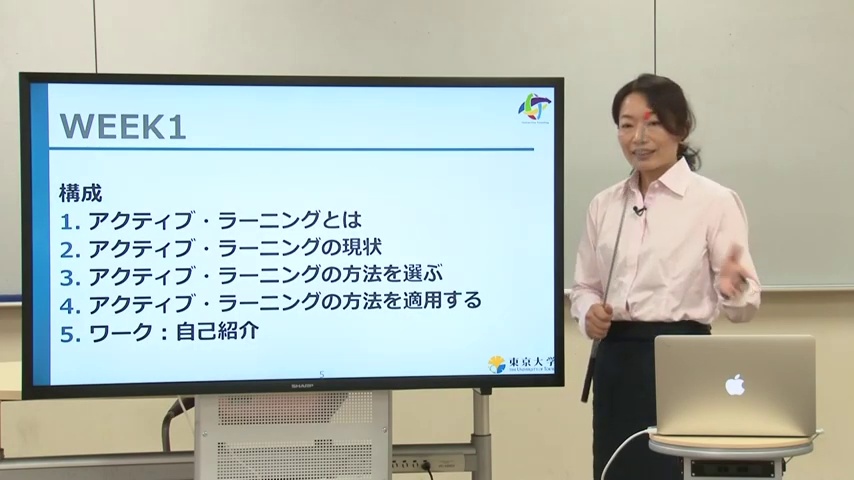 WEEK1
構成
1. アクティブ・ラーニングとは
2. アクティブ・ラーニングの現状
3. アクティブ・ラーニングの方法を選ぶ
4. アクティブ・ラーニングの方法を適用する
5. ワーク：自己紹介
5
東京大学
SHARP